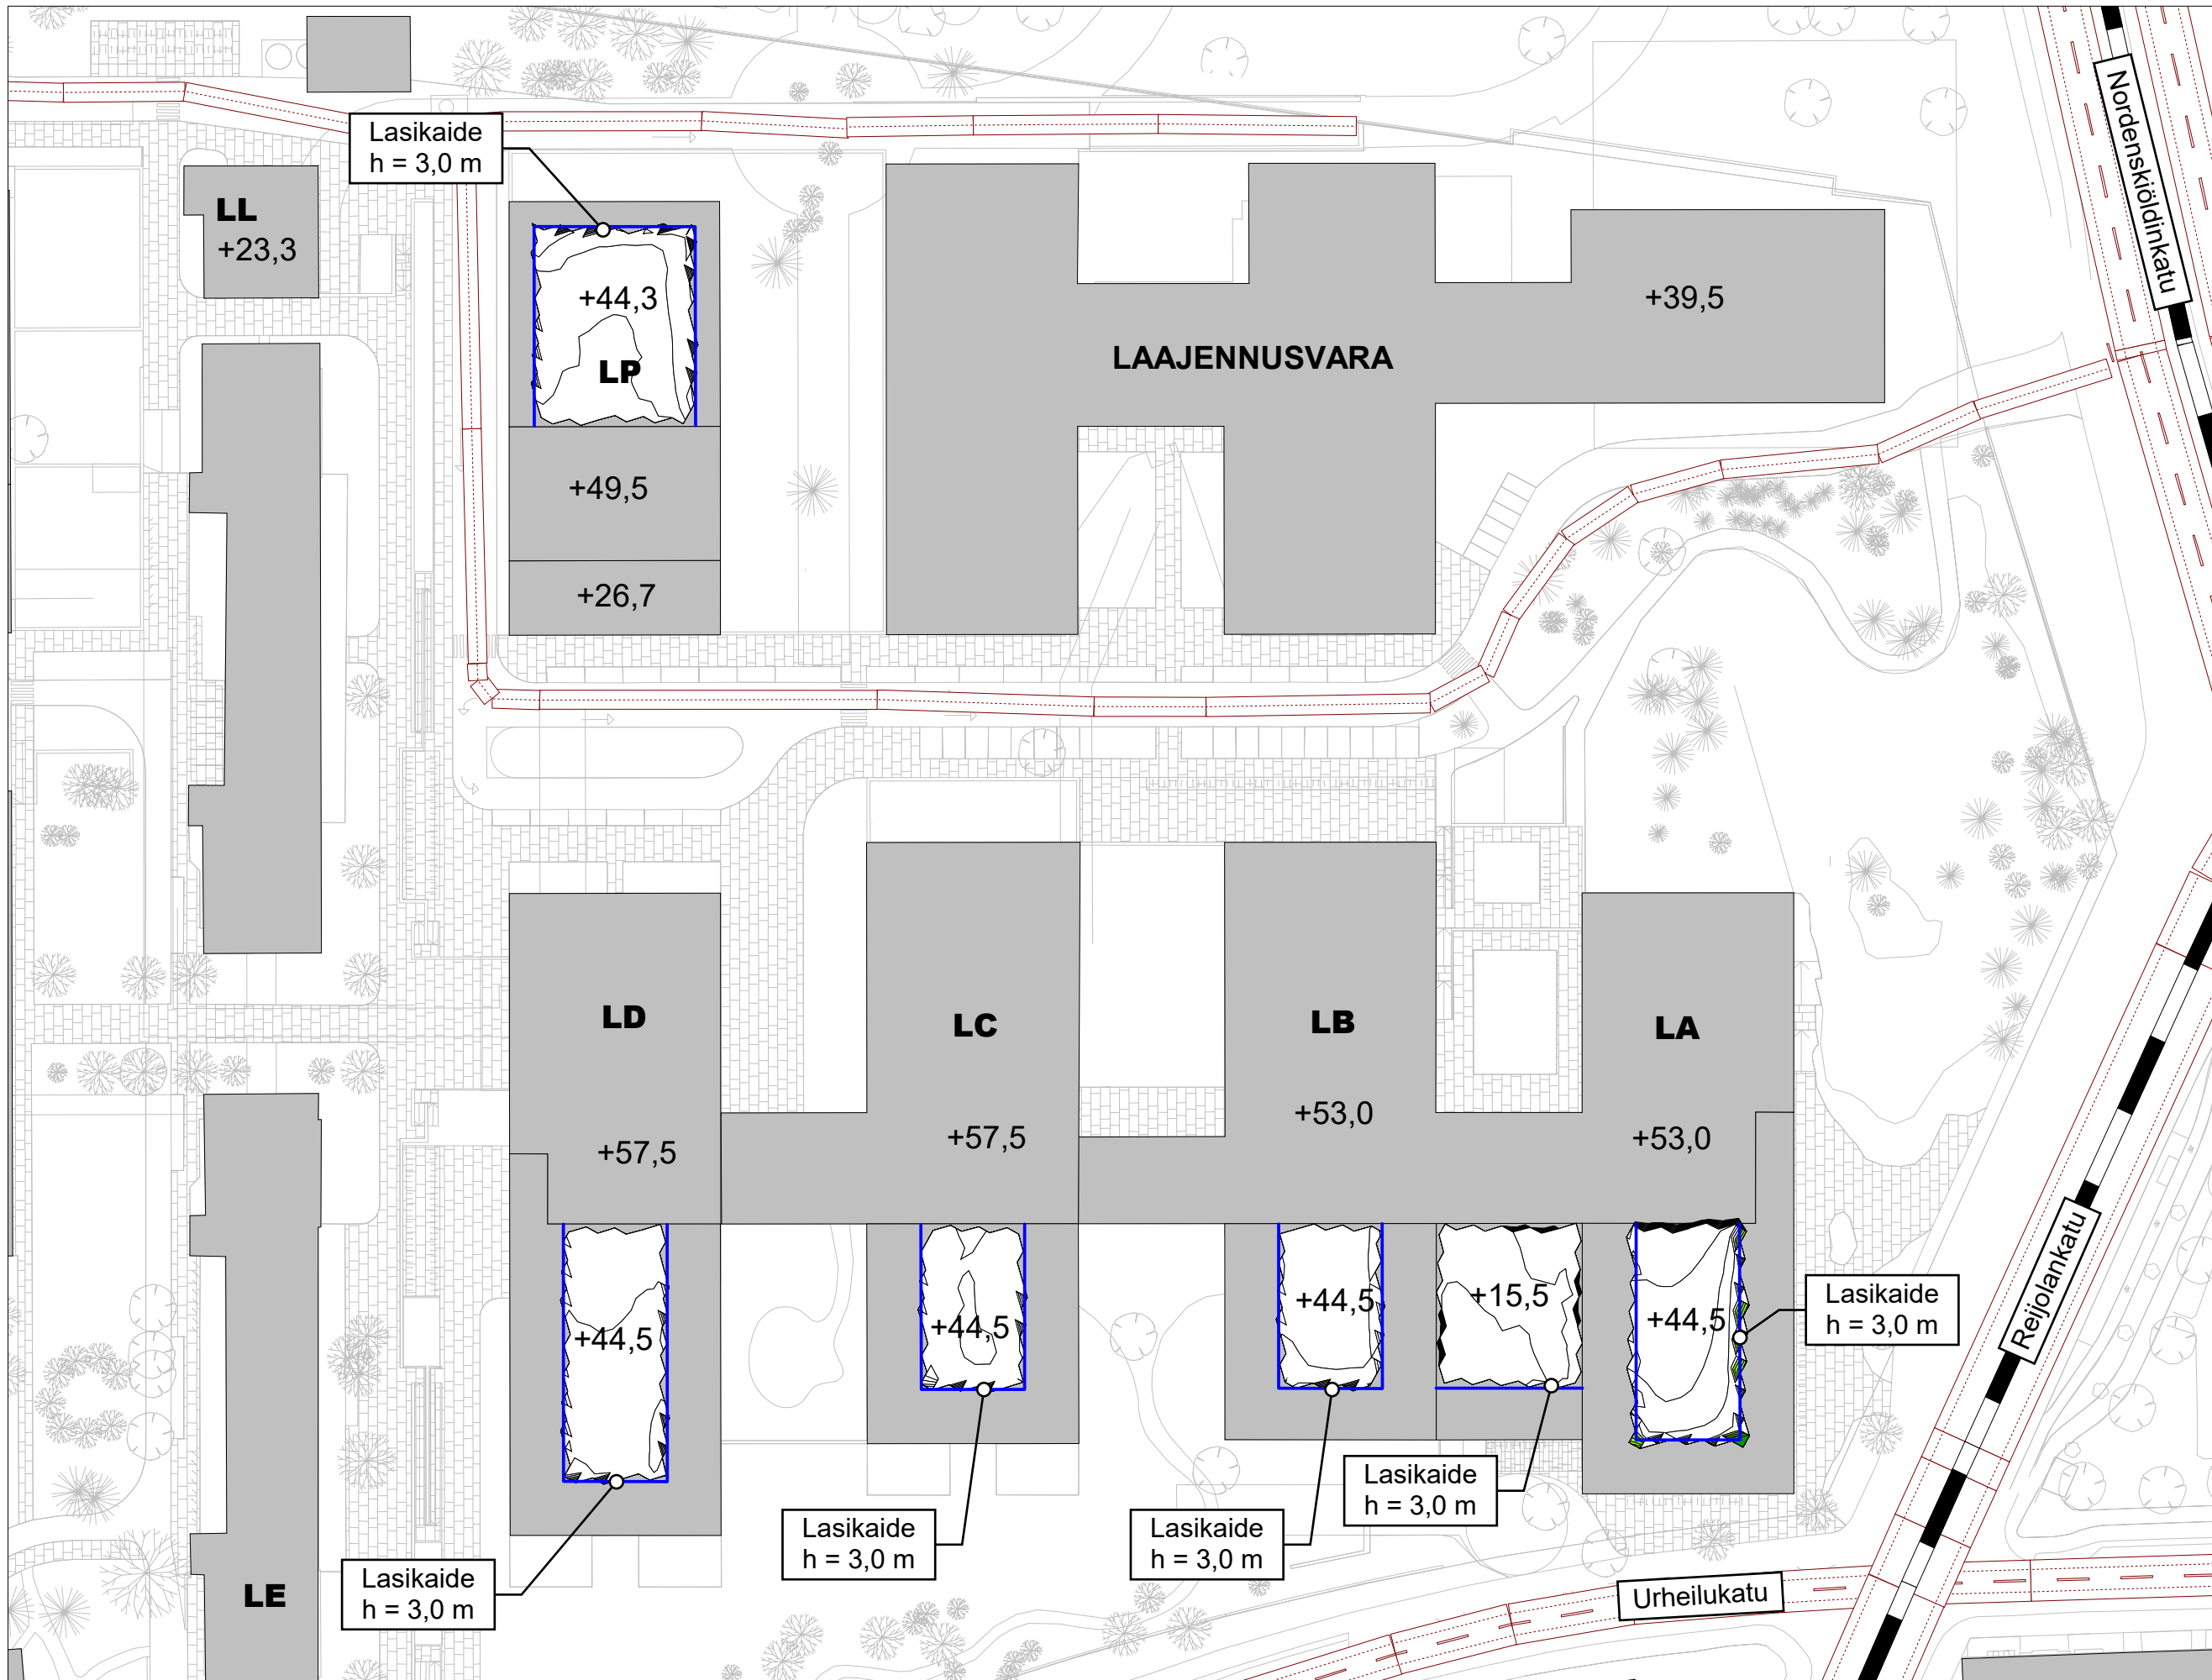 Lasikaide
h = 3,0 m
Nordenskiöldinkatu
LL
+23,3
+44,3
LP
+39,5
LAAJENNUSVARA
+49,5
+26,7
LD
LC
LB
LA
+57,5
+57,5
+53,0
+53,0
Reijolankatu
+44,5
+44,5
+44,5
+15,5
+44,5
Lasikaide
h = 3,0 m
Lasikaide
h = 3,0 m
Lasikaide
h = 3,0 m
Lasikaide
h = 3,0 m
Lasikaide
h = 3,0 m
LE
Urheilukatu